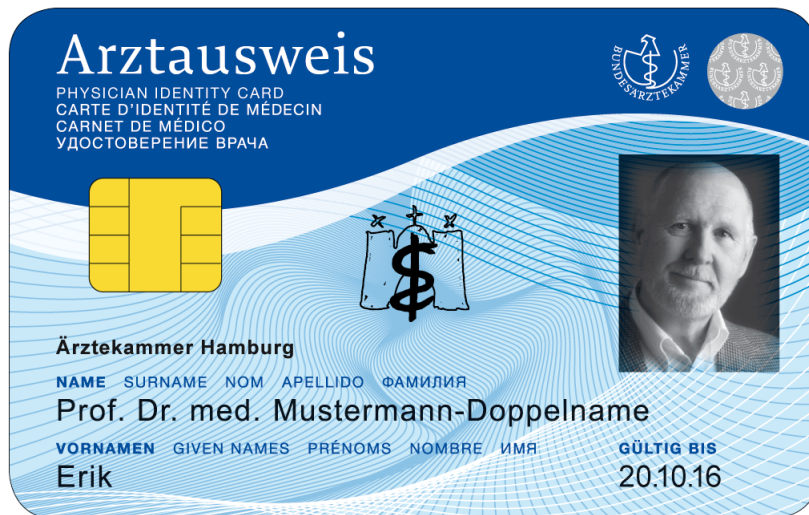 Arztausweis
PHYSICIAN IDENTITY CARD
CARTE D'IDENTITÉ DE MÉDECIN
CARNET DE MÉDICO
УДОСТОВЕРЕНИЕ ВРАЧА
BUNDESÄRZTEKAMMER
Ärztekammer Hamburg
NAME SURNAME NOM APELLIDO ФАМИЛИЯ
Prof. Dr. med. Mustermann-Doppelname
VORNAMEN GIVEN NAMES PRÉNOMS NOMBRE ИМЯ
Erik
GÜLTIG BIS
20.10.16